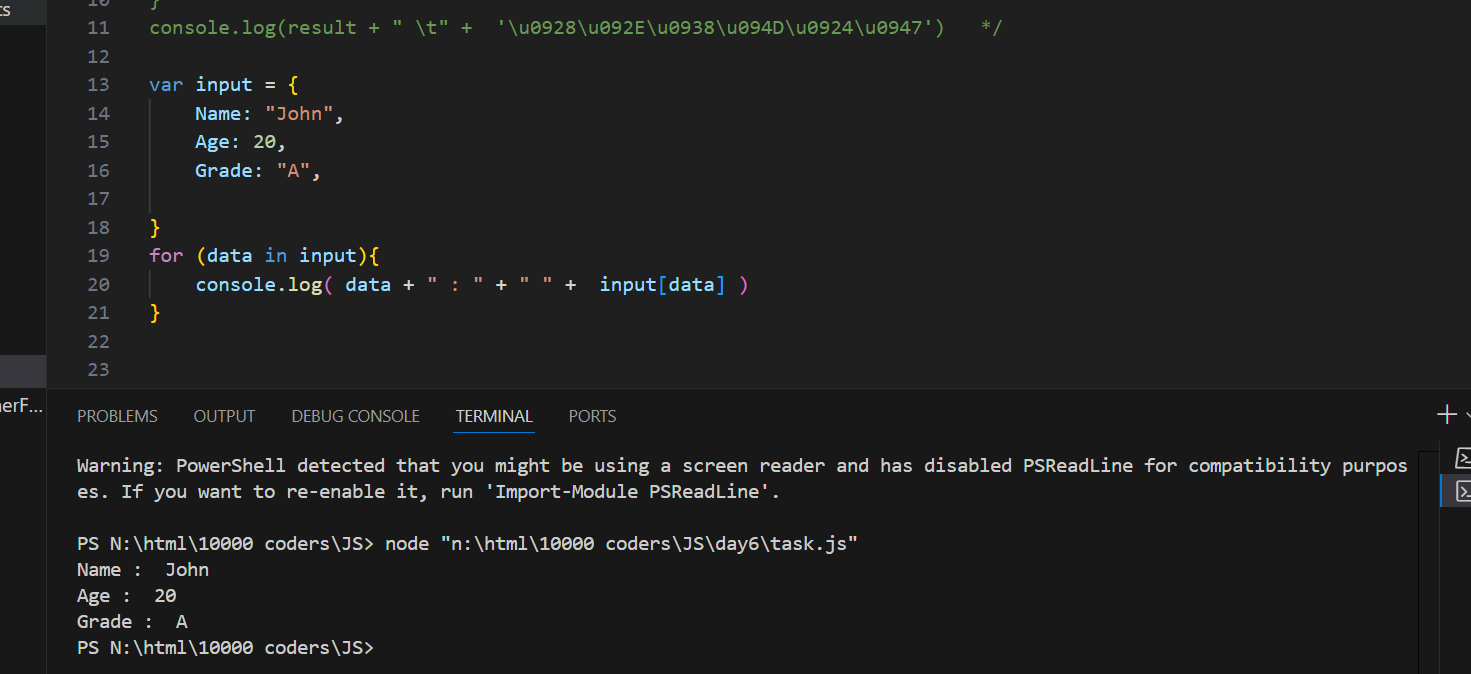 ts
10 }
11 console.log(result + " \t" +  '\u0928\u092E\u0938\u094D\u0924\u0947')   */
12
13 var input = {
14     Name: "John",
15     Age: 20,
16     Grade: "A",
17
18 }
19 for (data in input){
20     console.log( data + " : " + " " +  input[data] )
21 }
22
23
nerF...
PROBLEMS OUTPUT DEBUG CONSOLE TERMINAL PORTS
Warning: PowerShell detected that you might be using a screen reader and has disabled PSReadLine for compatibility purpos
es. If you want to re-enable it, run 'Import-Module PSReadLine'.
PS N:\html\10000 coders\JS> node "n:\html\10000 coders\JS\day6\task.js"
Name :  John
Age :  20
Grade :  A
PS N:\html\10000 coders\JS>